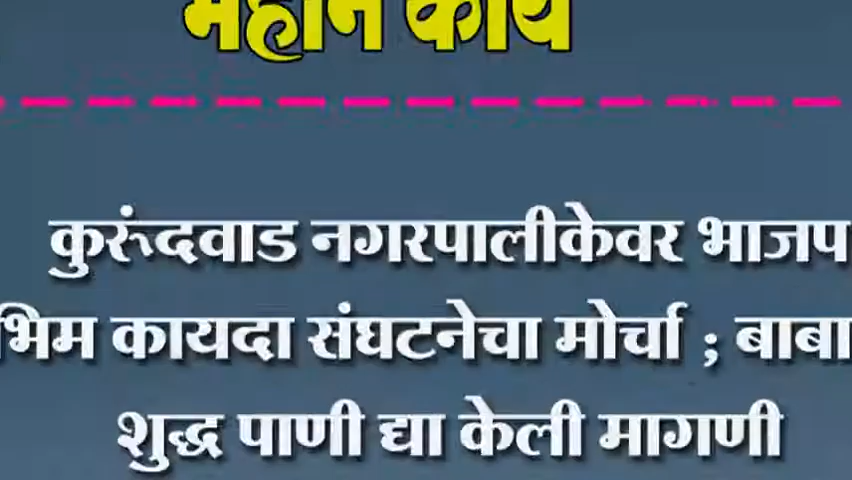 महान कार्य
कुरुंदवाड नगरपालीकेवर भाजप
भिम कायदा संघटनेचा मोर्चा ; बाबा
शुद्ध पाणी द्या केली मागणी